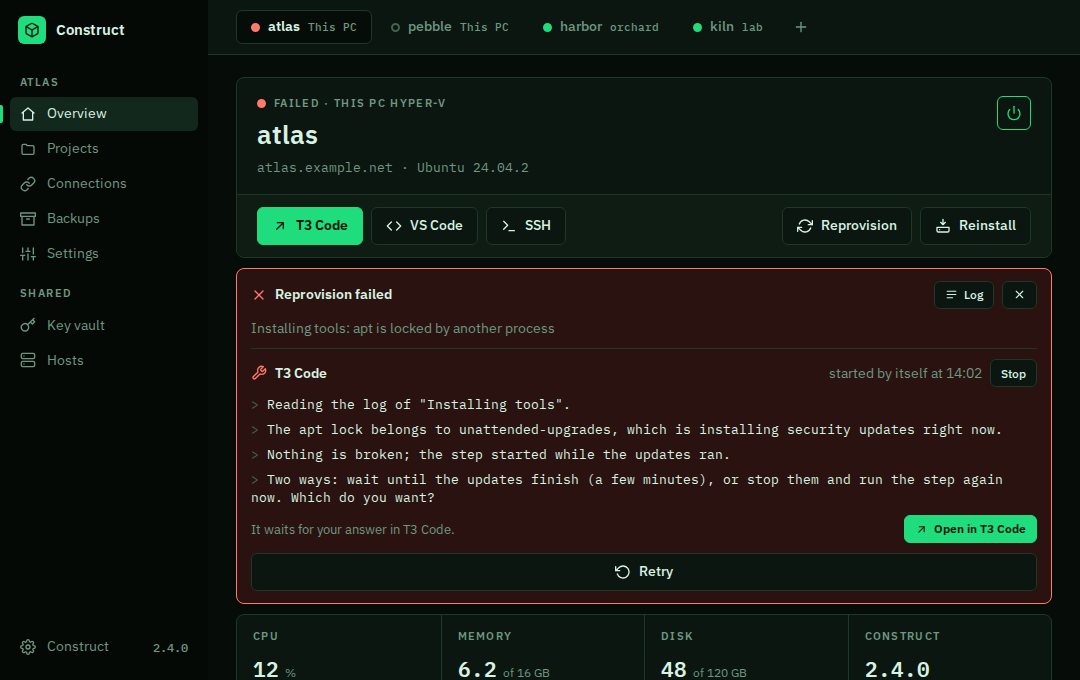 Construct
atlas This PC
pebble This PC
harbor orchard
kiln lab
ATLAS
Overview
Projects
Connections
Backups
Settings
SHARED
Key vault
Hosts
Construct 2.4.0
FAILED · THIS PC HYPER-V
atlas
atlas.example.net · Ubuntu 24.04.2
T3 Code
VS Code
SSH
Reprovision
Reinstall
Reprovision failed
Log
Installing tools: apt is locked by another process
T3 Code
started by itself at 14:02
Stop
> Reading the log of "Installing tools".
> The apt lock belongs to unattended-upgrades, which is installing security updates right now.
> Nothing is broken; the step started while the updates ran.
> Two ways: wait until the updates finish (a few minutes), or stop them and run the step again
now. Which do you want?
It waits for your answer in T3 Code.
Open in T3 Code
Retry
CPU
12 %
MEMORY
6.2 of 16 GB
DISK
48 of 120 GB
CONSTRUCT
2.4.0